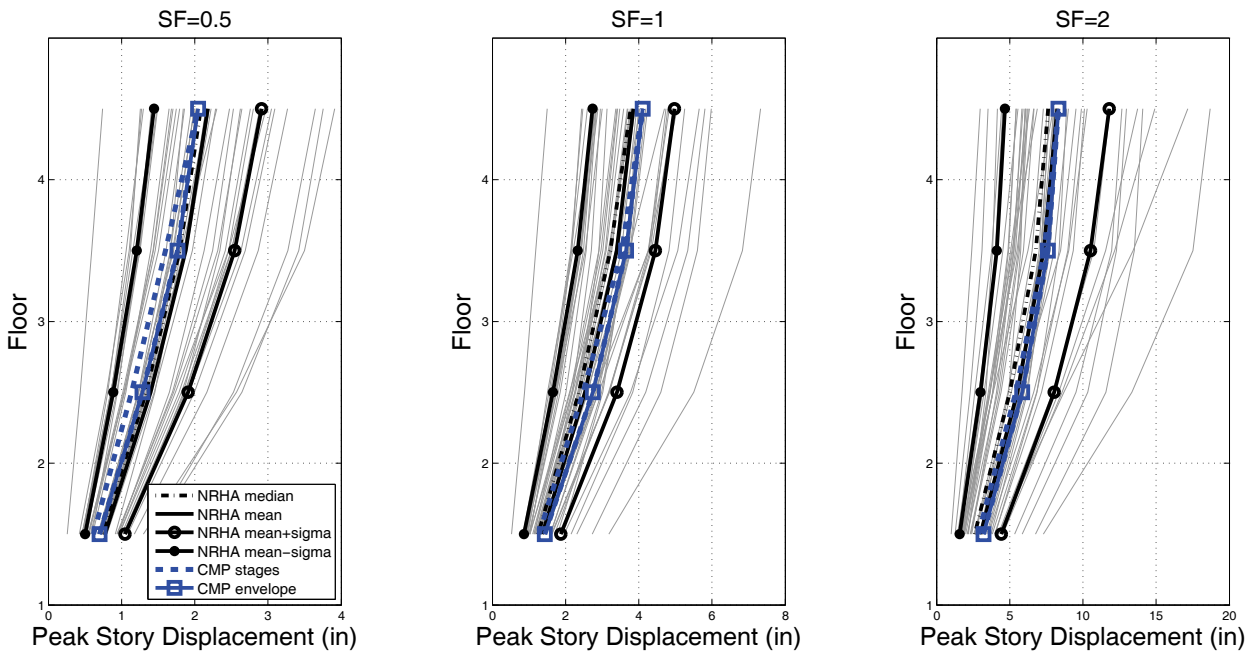 SF=0.5
4
3
2
1
Floor
0
1
2
3
4
Peak Story Displacement (in)
NRHA median
NRHA mean
NRHA mean+sigma
NRHA mean−sigma
CMP stages
CMP envelope
SF=1
4
3
2
1
Floor
0
2
4
6
8
Peak Story Displacement (in)
SF=2
4
3
2
1
Floor
0
5
10
15
20
Peak Story Displacement (in)